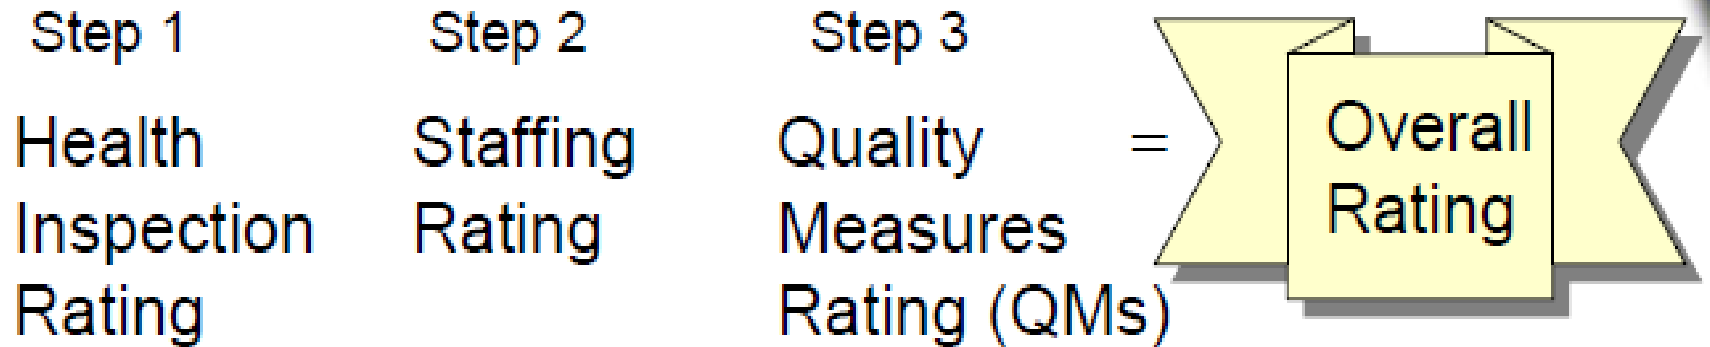 Step 1
Health
Inspection
Rating
Step 2
Staffing
Rating
Step 3
Quality
Measures
Rating (QMs)
=
Overall
Rating